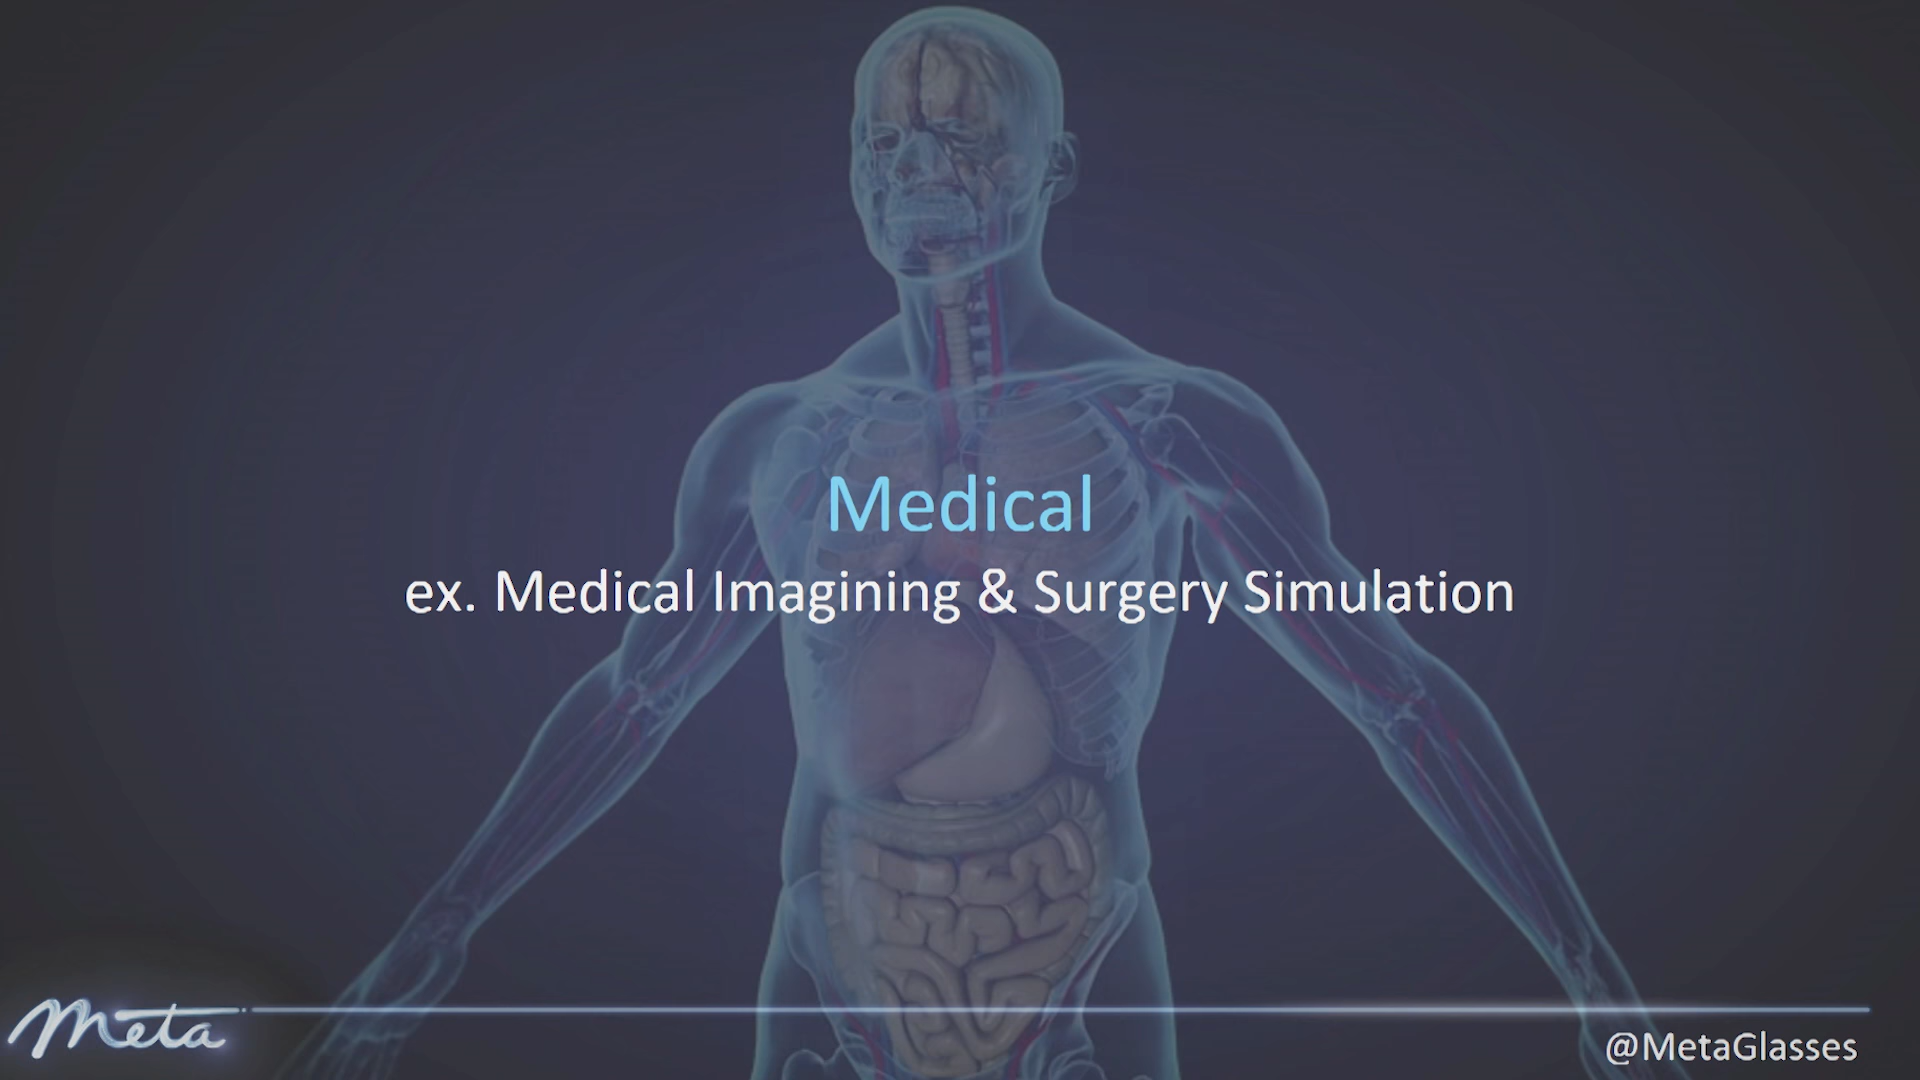 Medical
ex. Medical Imagining & Surgery Simulation
Meta
@MetaGlasses